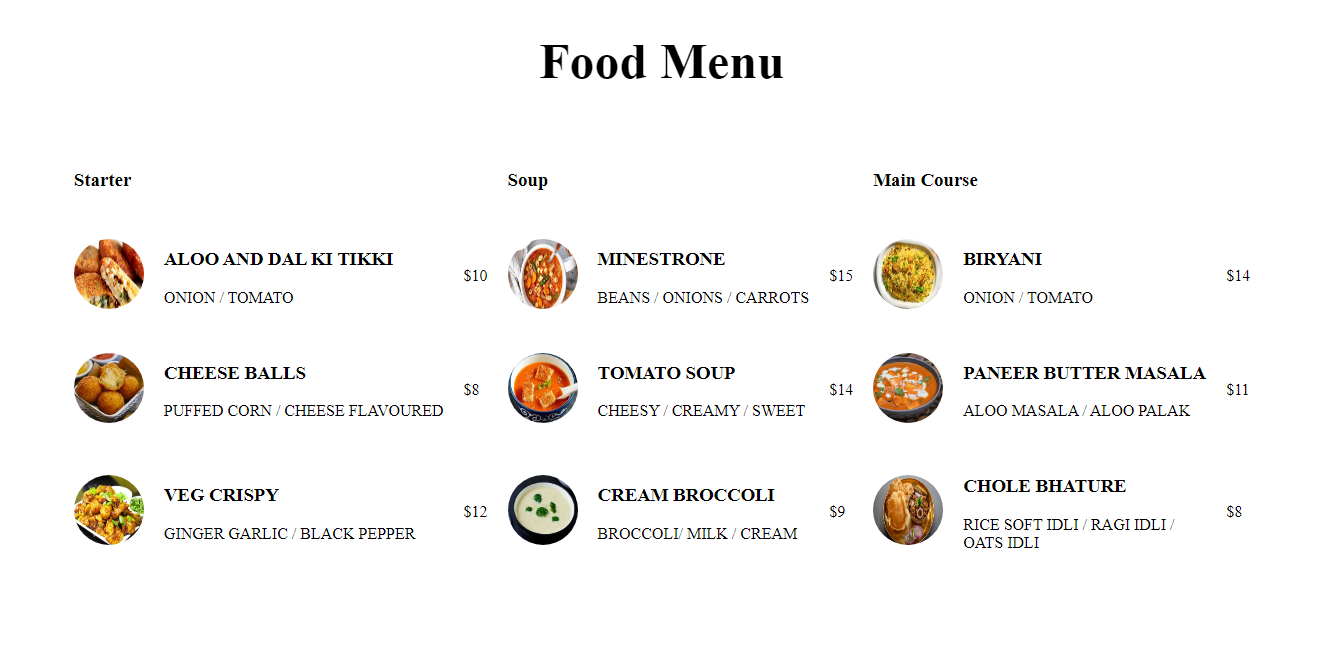 Food Menu
Starter
ALOO AND DAL KI TIKKI
ONION / TOMATO
$10
CHEESE BALLS
PUFFED CORN / CHEESE FLAVOURED
$8
VEG CRISPY
GINGER GARLIC / BLACK PEPPER
$12
Soup
MINESTRONE
BEANS / ONIONS / CARROTS
$15
TOMATO SOUP
CHEESY / CREAMY / SWEET
$14
CREAM BROCCOLI
BROCCOLI/ MILK / CREAM
$9
Main Course
BIRYANI
ONION / TOMATO
$14
PANEER BUTTER MASALA
ALOO MASALA / ALOO PALAK
$11
CHOLE BHATURE
RICE SOFT IDLI / RAGI IDLI /
OATS IDLI
$8